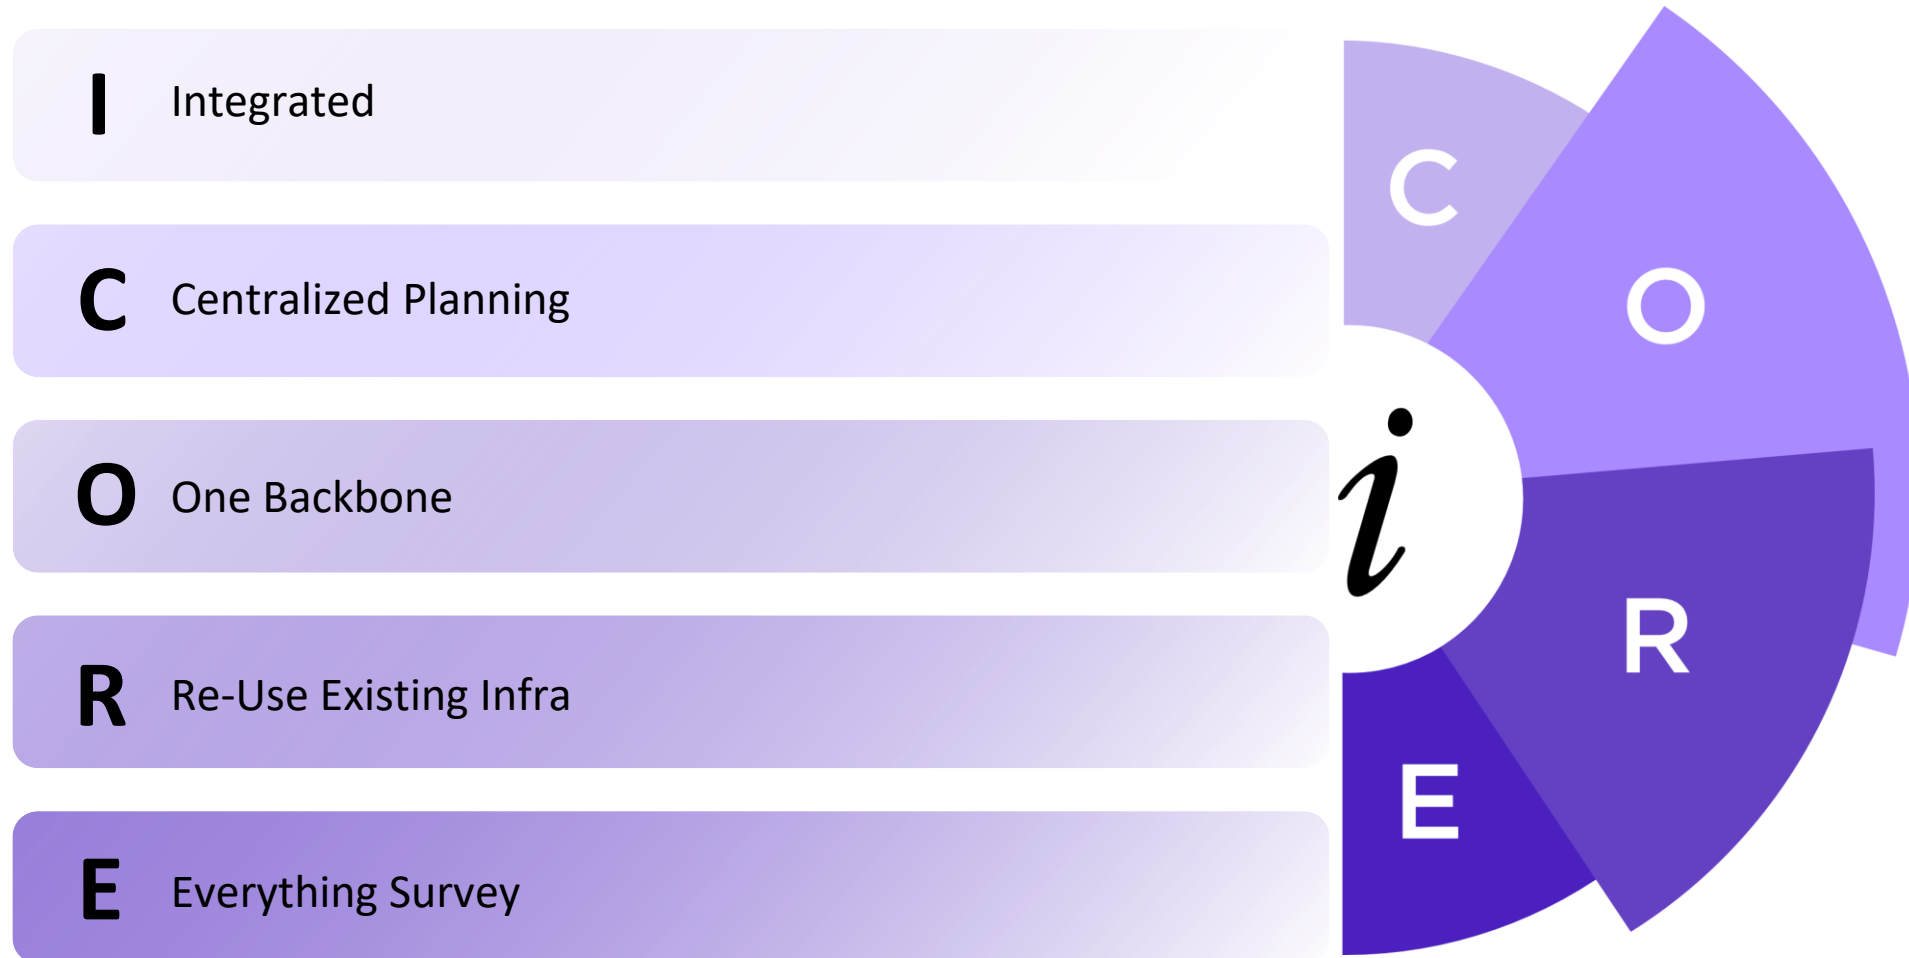 I Integrated
C Centralized Planning
O One Backbone
R Re-Use Existing Infra
E Everything Survey
C
O
i
R
E